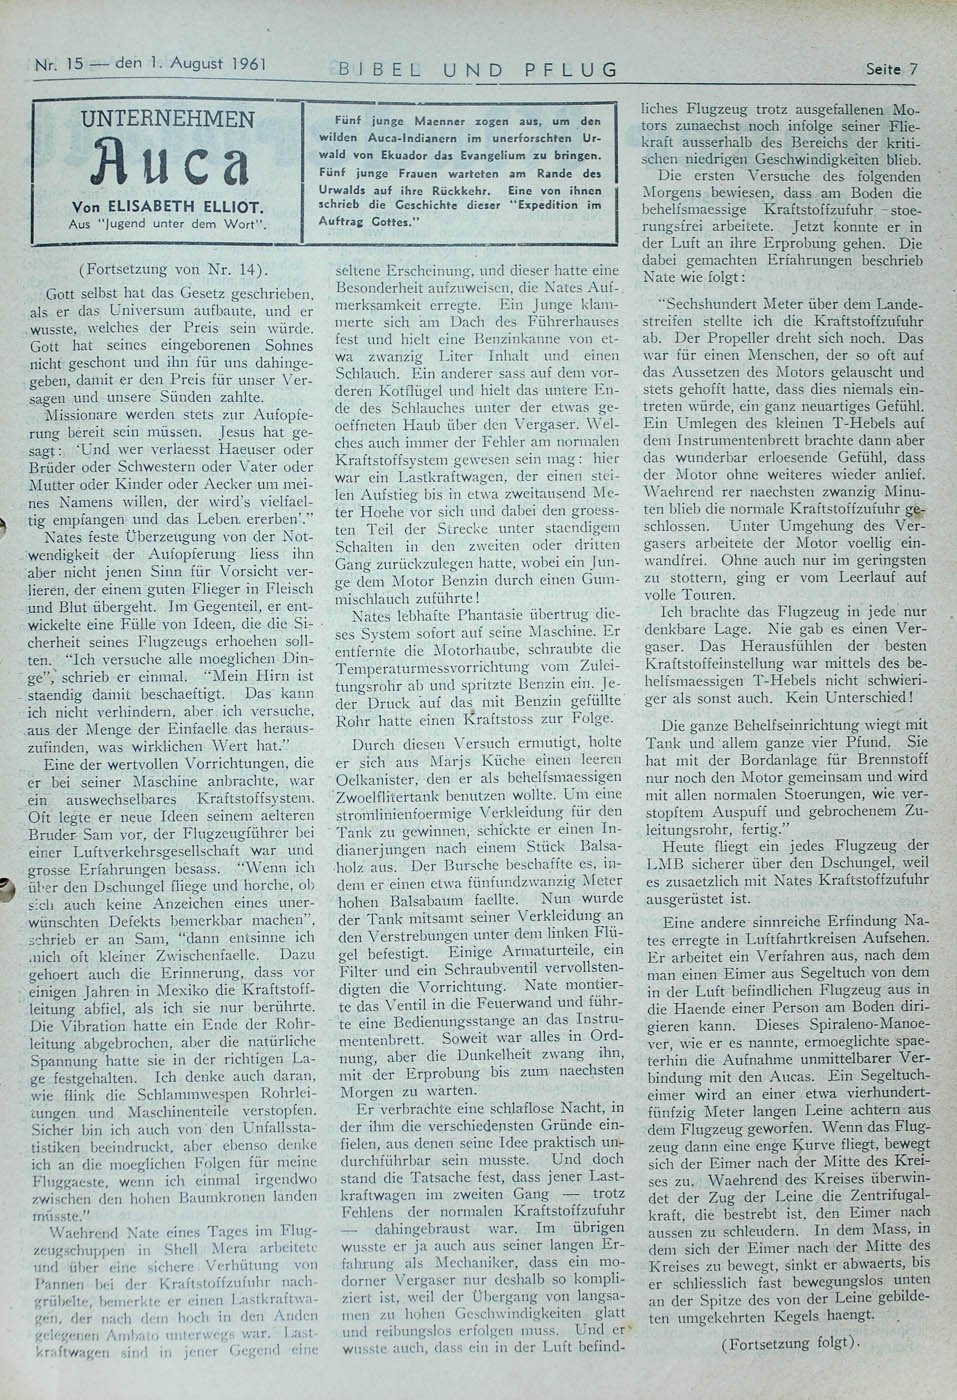 Nr. 15 — den 1. August 1961
BIBEL UND PFLUG
Seite 7
UNTERNEHMEN
Auca
Von ELISABETH ELLIOT.
Aus "Jugend unter dem Wort".
Fünf junge Maenner zogen aus, um den
wilden Auca-Indianern im unerforschten Ur-
wald von Ekuador das Evangelium zu bringen.
Fünf junge Frauen warteten am Rande des
Urwalds auf ihre Rückkehr. Eine von ihnen
schrieb die Geschichte dieser "Expedition im
Auftrag Gottes."
(Fortsetzung von Nr. 14).
Gott selbst hat das Gesetz geschrieben,
als er das Universum aufbaute, und er
wusste, welches der Preis sein würde.
Gott hat seines eingeborenen Sohnes
nicht geschont und ihn für uns dahinge-
geben, damit er den Preis für unser Ver-
sagen und unsere Sünden zahlte.
Missionare werden stets zur Aufopfe-
rung bereit sein müssen. Jesus hat ge-
sagt: 'Und wer verlaesst Haeuser oder
Brüder oder Schwestern oder Vater oder
Mutter oder Kinder oder Aecker um mei-
nes Namens willen, der wird's vielfael-
tig empfangen und das Leben ererben'."
Nates feste Überzeugung von der Not-
wendigkeit der Aufopferung liess ihn
aber nicht jenen Sinn für Vorsicht ver-
lieren, der einem guten Flieger in Fleisch
und Blut übergeht. Im Gegenteil, er ent-
wickelte eine Fülle von Ideen, die die Si-
cherheit seines Flugzeugs erhoehen soll-
ten. "Ich versuche alle moeglichen Din-
ge", schrieb er einmal. "Mein Hirn ist
staendig damit beschaeftigt. Das kann
ich nicht verhindern, aber ich versuche,
aus der Menge der Einfaelle das heraus-
zufinden, was wirklichen Wert hat."
Eine der wertvollen Vorrichtungen, die
er bei seiner Maschine anbrachte, war
ein auswechselbares Kraftstoffsystem.
Oft legte er neue Ideen seinem aelteren
Bruder Sam vor, der Flugzeugführer bei
einer Luftverkehrsgesellschaft war und
grosse Erfahrungen besass. "Wenn ich
über den Dschungel fliege und horche, ob
sich auch keine Anzeichen eines uner-
wünschten Defekts bemerkbar machen",
schrieb er an Sam, "dann entsinne ich
mich oft kleiner Zwischenfaelle. Dazu
gehoert auch die Erinnerung, dass vor
einigen Jahren in Mexiko die Kraftstoff-
leitung abfiel, als ich sie nur berührte.
Die Vibration hatte ein Ende der Rohr-
leitung abgebrochen, aber die natürliche
Spannung hatte sie in der richtigen La-
ge festgehalten. Ich denke auch daran,
wie flink die Schlammwespen Rohrlei-
tungen und Maschinenteile verstopfen.
Sicher bin ich auch von den Unfallssta-
tistiken beeindruckt, aber ebenso denke
ich an die moeglichen Folgen für meine
Fluggaeste, wenn ich einmal irgendwo
zwischen den hohen Baumkronen landen
müsste."
Waehrend Nate eines Tages im Flug-
zeugschuppen in Shell Mera arbeitete
und über eine sichere Verhütung von
Pannen bei der Kraftstoffzufuhr nach-
grübelte, bemerkte er einen Lastkraftwa-
gen, der nach dem hoch in den Anden
gelegenen Ambato unterwegs war. Last-
kraftwagen sind in jener Gegend eine
seltene Erscheinung, und dieser hatte eine
Besonderheit aufzuweisen, die Nates Auf-
merksamkeit erregte. Ein Junge klam-
merte sich am Dach des Führerhauses
fest und hielt eine Benzinkanne von et-
wa zwanzig Liter Inhalt und einen
Schlauch. Ein anderer sass auf dem vor-
deren Kotflügel und hielt das untere En-
de des Schlauches unter der etwas ge-
oeffneten Haub über den Vergaser. Wel-
ches auch immer der Fehler am normalen
Kraftstoffsystem gewesen sein mag: hier
war ein Lastkraftwagen, der einen stei-
len Aufstieg bis in etwa zweitausend Me-
ter Hoehe vor sich und dabei den groess-
ten Teil der Strecke unter staendigem
Schalten in den zweiten oder dritten
Gang zurückzulegen hatte, wobei ein Jun-
ge dem Motor Benzin durch einen Gum-
mischlauch zuführte!
Nates lebhafte Phantasie übertrug die-
ses System sofort auf seine Maschine. Er
entfernte die Motorhaube, schraubte die
Temperaturmessvorrichtung vom Zulei-
tungsrohr ab und spritzte Benzin ein. Je-
der Druck auf das mit Benzin gefüllte
Rohr hatte einen Kraftstoss zur Folge.
Durch diesen Versuch ermutigt, holte
er sich aus Marjs Küche einen leeren
Oelkanister, den er als behelfsmaessigen
Zwoelflitertank benutzen wollte. Um eine
stromlinienfoermige Verkleidung für den
Tank zu gewinnen, schickte er einen In-
dianerjungen nach einem Stück Balsa-
holz aus. Der Bursche beschaffte es, in-
dem er einen etwa fünfundzwanzig Meter
hohen Balsabaum faellte. Nun wurde
der Tank mitsamt seiner Verkleidung an
den Verstrebungen unter dem linken Flü-
gel befestigt. Einige Armaturteile, ein
Filter und ein Schraubventil vervollsten-
digten die Vorrichtung. Nate montier-
te das Ventil in die Feuerwand und führ-
te eine Bedienungsstange an das Instru-
mentenbrett. Soweit war alles in Ord-
nung, aber die Dunkelheit zwang ihn,
mit der Erprobung bis zum naechsten
Morgen zu warten.
Er verbrachte eine schlaflose Nacht, in
der ihm die verschiedensten Gründe ein-
fielen, aus denen seine Idee praktisch un-
durchführbar sein musste. Und doch
stand die Tatsache fest, dass jener Last-
kraftwagen im zweiten Gang — trotz
Fehlens der normalen Kraftstoffzufuhr
— dahingebraust war. Im übrigen
wusste er ja auch aus seiner langen Er-
fahrung als Mechaniker, dass ein mo-
dorner Vergaser nur deshalb so kompli-
ziert ist, weil der Übergang von langsa-
men zu hohen Geschwindigkeiten glatt
und reibungslos erfolgen muss. Und er
wusste auch, dass ein in der Luft befind-
liches Flugzeug trotz ausgefallenen Mo-
tors zunaechst noch infolge seiner Flie-
kraft ausserhalb des Bereichs der kriti-
schen niedrigen Geschwindigkeiten blieb.
Die ersten Versuche des folgenden
Morgens bewiesen, dass am Boden die
behelfsmaessige Kraftstoffzufuhr stoe-
rungsfrei arbeitete. Jetzt konnte er in
der Luft an ihre Erprobung gehen. Die
dabei gemachten Erfahrungen beschrieb
Nate wie folgt:
"Sechshundert Meter über dem Lande-
streifen stellte ich die Kraftstoffzufuhr
ab. Der Propeller dreht sich noch. Das
war für einen Menschen, der so oft auf
das Aussetzen des Motors gelauscht und
stets gehofft hatte, dass dies niemals ein-
treten würde, ein ganz neuartiges Gefühl.
Ein Umlegen des kleinen T-Hebels auf
dem Instrumentenbrett brachte dann aber
das wunderbar erloesende Gefühl, dass
der Motor ohne weiteres wieder anlief.
Waehrend rer naechsten zwanzig Minu-
ten blieb die normale Kraftstoffzufuhr ge-
schlossen. Unter Umgehung des Ver-
gasers arbeitete der Motor voellig ein-
wandfrei. Ohne auch nur im geringsten
zu stottern, ging er vom Leerlauf auf
volle Touren.
Ich brachte das Flugzeug in jede nur
denkbare Lage. Nie gab es einen Ver-
gaser. Das Herausfühlen der besten
Kraftstoffeinstellung war mittels des be-
helfsmaessigen T-Hebels nicht schwieri-
ger als sonst auch. Kein Unterschied!
Die ganze Behelfseinrichtung wiegt mit
Tank und allem ganze vier Pfund. Sie
hat mit der Bordanlage für Brennstoff
nur noch den Motor gemeinsam und wird
mit allen normalen Stoerungen, wie ver-
stopftem Auspuff und gebrochenem Zu-
leitungsrohr, fertig."
Heute fliegt ein jedes Flugzeug der
LMB sicherer über den Dschungel, weil
es zusaetzlich mit Nates Kraftstoffzufuhr
ausgerüstet ist.
Eine andere sinnreiche Erfindung Na-
tes erregte in Luftfahrtkreisen Aufsehen.
Er arbeitet ein Verfahren aus, nach dem
man einen Eimer aus Segeltuch von dem
in der Luft befindlichen Flugzeug aus in
die Haende einer Person am Boden diri-
gieren kann. Dieses Spiraleno-Manoe-
ver, wie er es nannte, ermoeglichte spae-
terhin die Aufnahme unmittelbarer Ver-
bindung mit den Aucas. Ein Segeltuch-
eimer wird an einer etwa vierhundert-
fünfzig Meter langen Leine achtern aus
dem Flugzeug geworfen. Wenn das Flug-
zeug dann eine enge Kurve fliegt, bewegt
sich der Eimer nach der Mitte des Krei-
ses zu. Waehrend des Kreises überwin-
det der Zug der Leine die Zentrifugal-
kraft, die bestrebt ist, den Eimer nach
aussen zu schleudern. In dem Mass, in
dem sich der Eimer nach der Mitte des
Kreises zu bewegt, sinkt er abwaerts, bis
er schliesslich fast bewegungslos unten
an der Spitze des von der Leine gebilde-
ten umgekehrten Kegels haengt.
(Fortsetzung folgt).